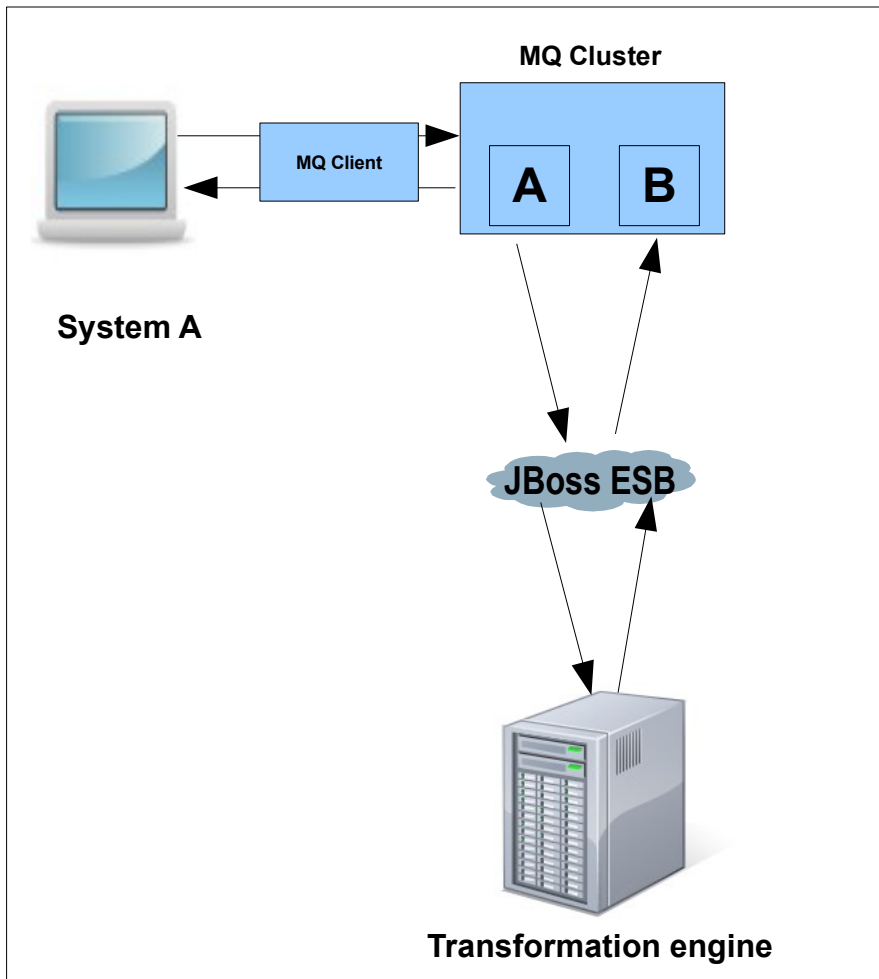 MQ Cluster
MQ Client
A
B
System A
JBoss ESB
Transformation engine